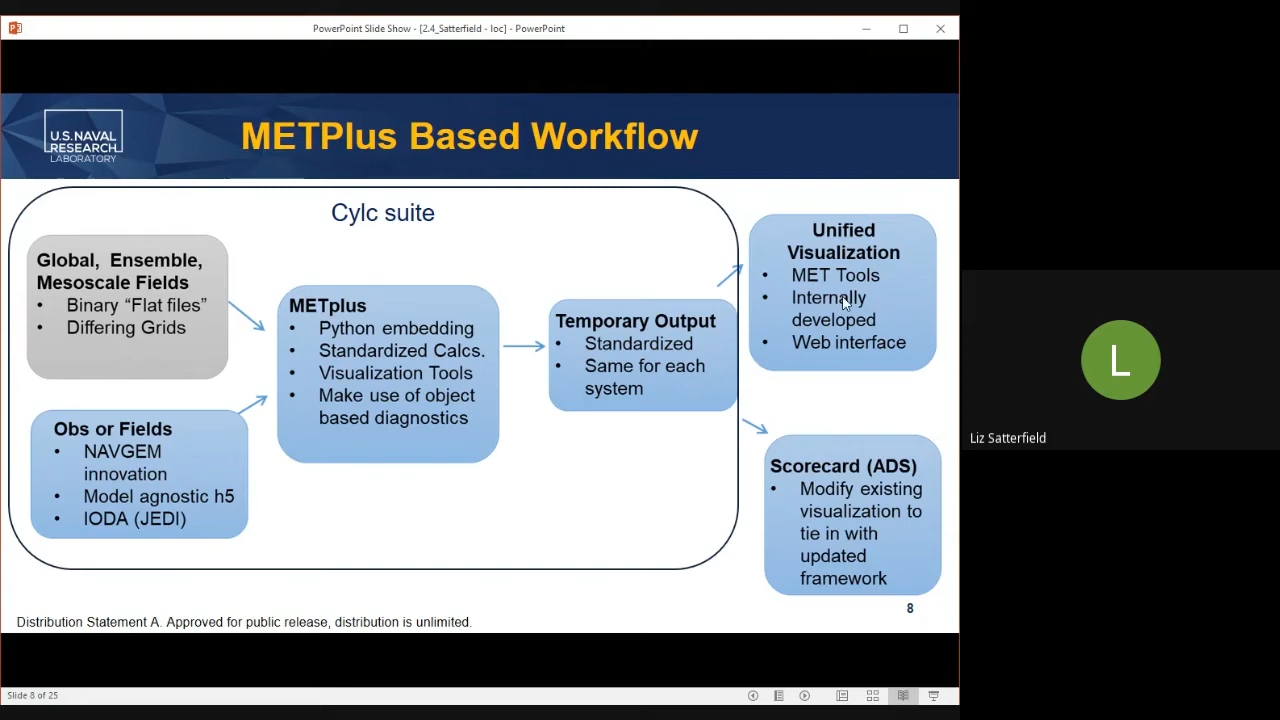 PowerPoint Slide Show - [2.4_Satterfield - loc] - PowerPoint
U.S. NAVAL
RESEARCH
LABORATORY
METPlus Based Workflow
Cylc suite
Global, Ensemble,
Mesoscale Fields
• Binary “Flat files”
• Differing Grids
Obs or Fields
• NAVGEM
innovation
• Model agnostic h5
• IODA (JEDI)
METplus
• Python embedding
• Standardized Calcs.
• Visualization Tools
• Make use of object
based diagnostics
Temporary Output
• Standardized
• Same for each
system
Unified
Visualization
• MET Tools
• Internally
developed
• Web interface
Scorecard (ADS)
• Modify existing
visualization to
tie in with
updated
framework
8
Distribution Statement A. Approved for public release, distribution is unlimited.
Slide 8 of 25
L
Liz Satterfield